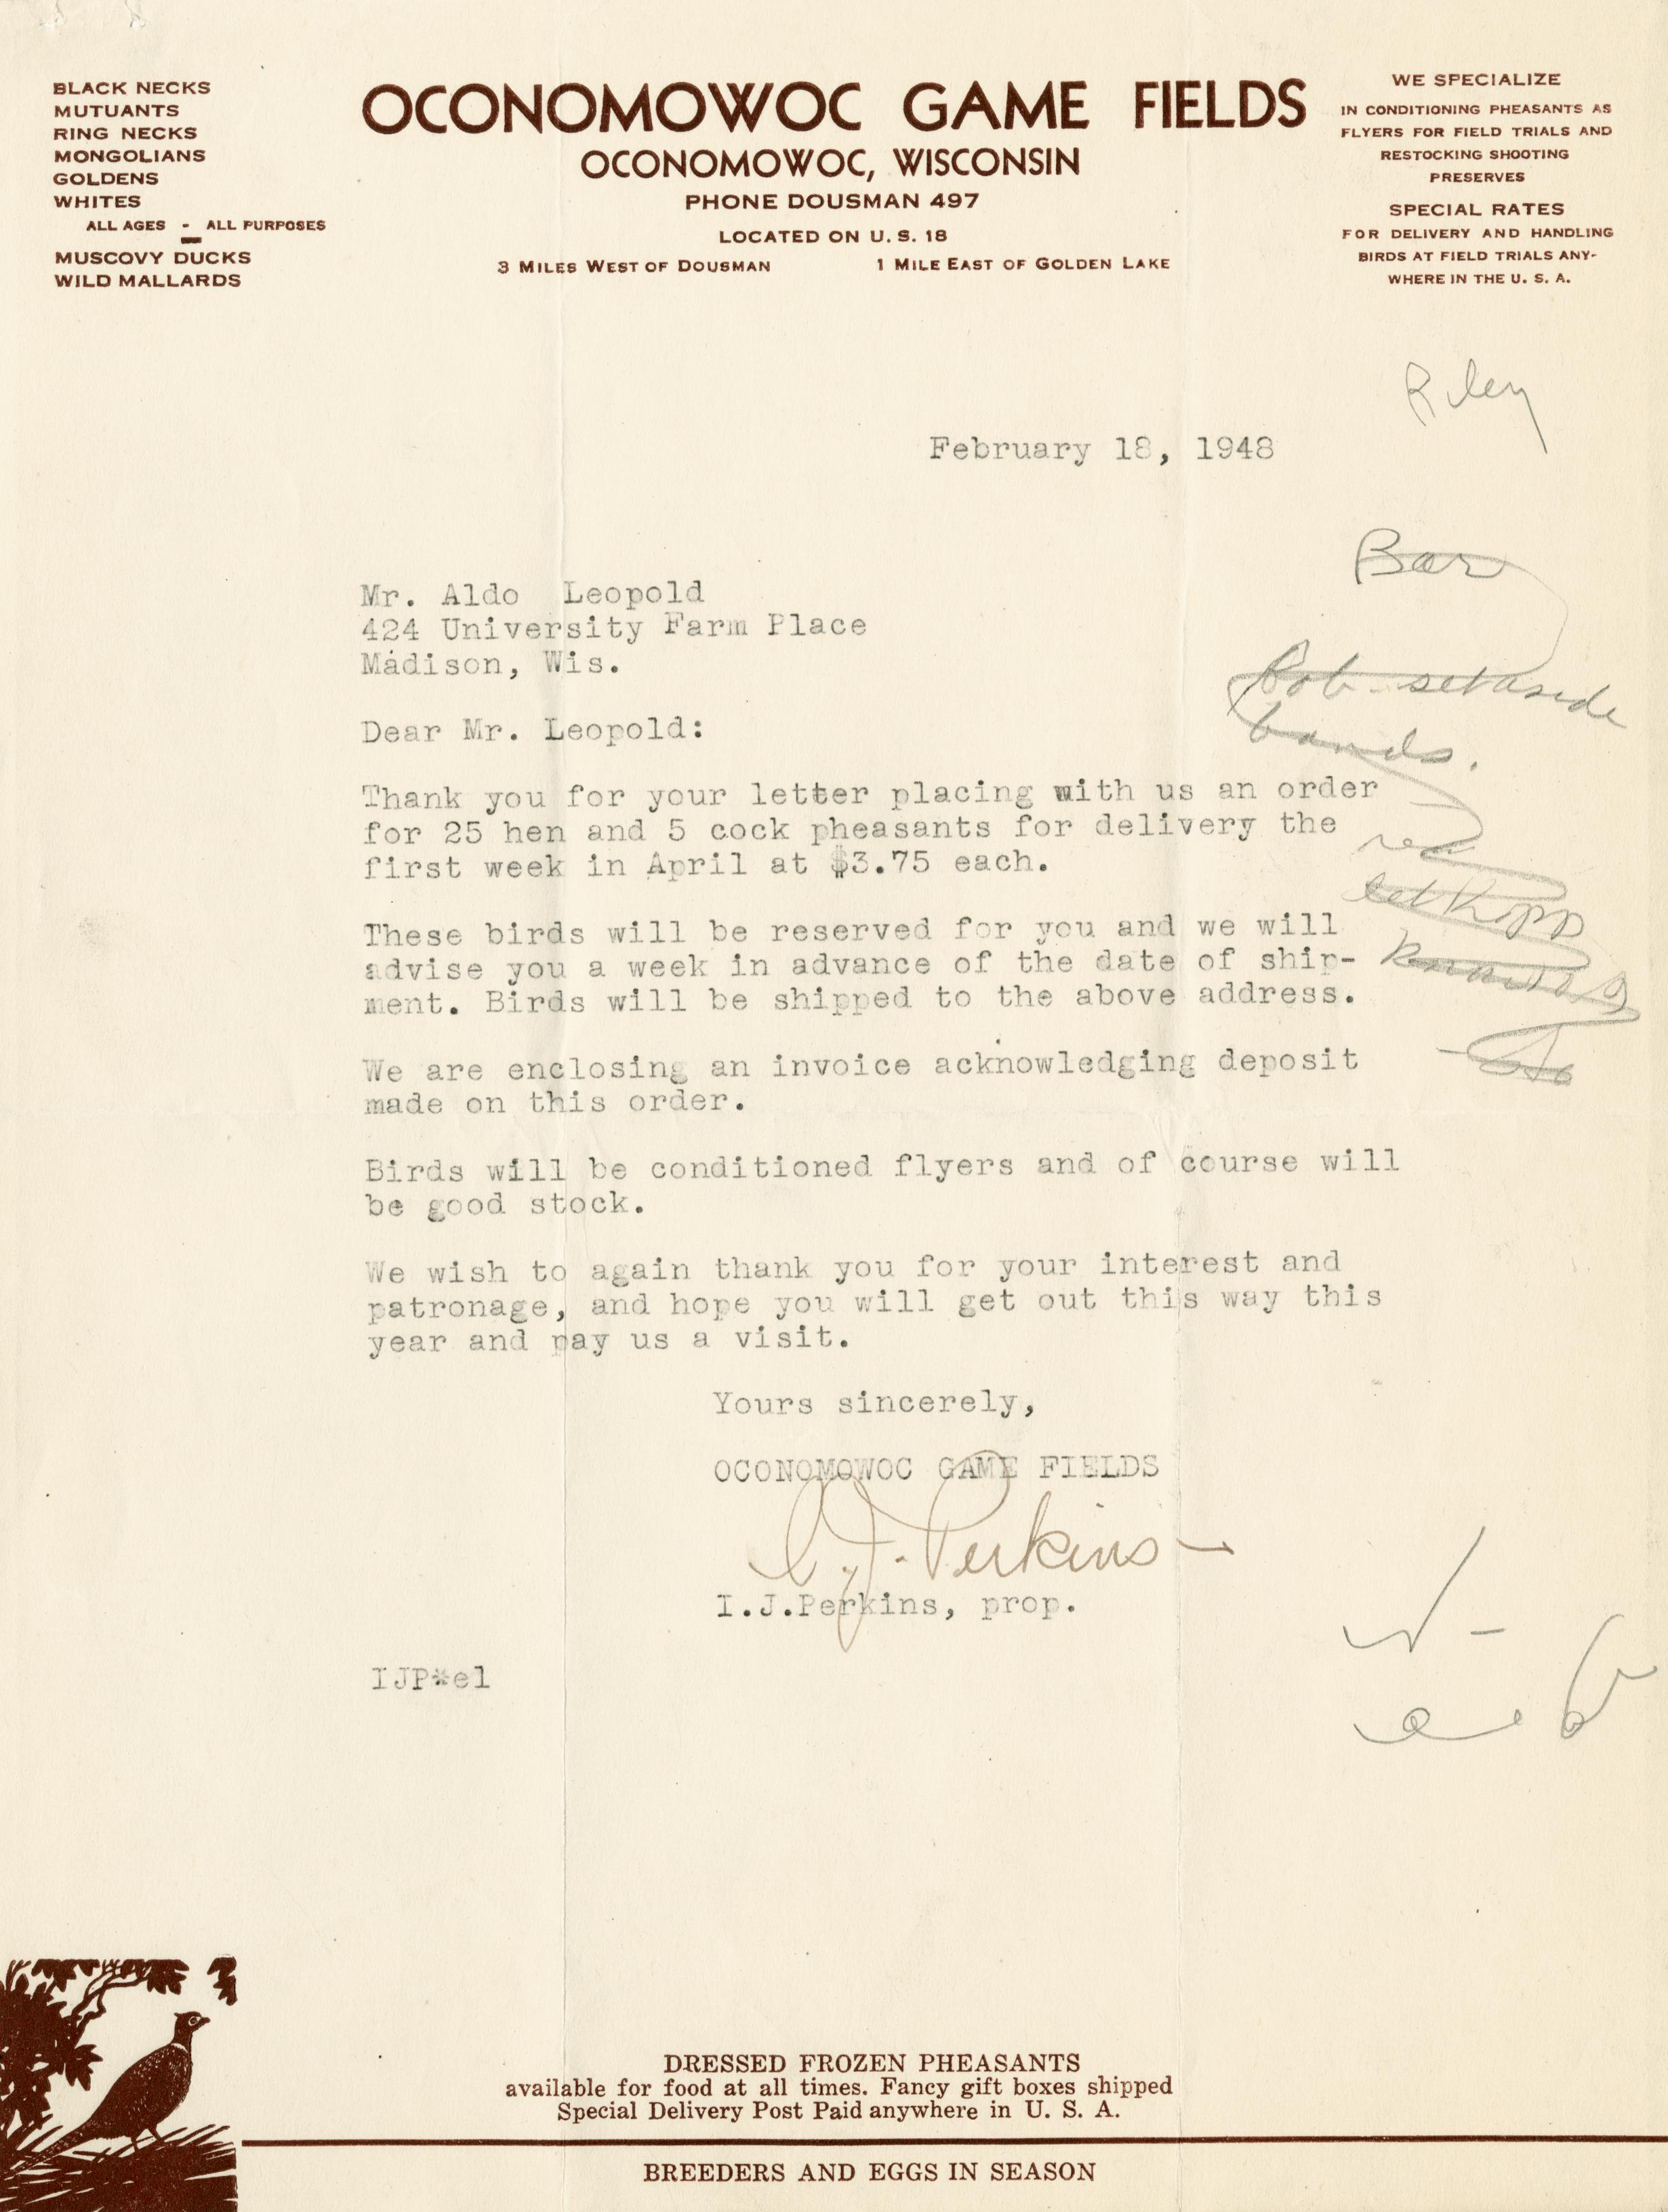 BLACK NECKS
MUTUANTS
RING NECKS
MONGOLIANS
GOLDENS
WHITES
ALL AGES - ALL PURPOSES
MUSCOVY DUCKS
WILD MALLARDS
OCONOMOWOC GAME FIELDS
OCONOMOWOC, WISCONSIN
PHONE DOUSMAN 497
LOCATED ON U. S. 18
3 MILES WEST OF DOUSMAN 1 MILE EAST OF GOLDEN LAKE
WE SPECIALIZE
IN CONDITIONING PHEASANTS AS
FLYERS FOR FIELD TRIALS AND
RESTOCKING SHOOTING
PRESERVES
SPECIAL RATES
FOR DELIVERY AND HANDLING
BIRDS AT FIELD TRIALS ANY-
WHERE IN THE U. S. A.
Riley
February 18, 1948
Mr. Aldo Leopold
424 University Farm Place
Madison, Wis.
Bob set aside
bands.
Dear Mr. Leopold:
Thank you for your letter placing with us an order
for 25 hen and 5 cock pheasants for delivery the
first week in April at $3.75 each.
These birds will be reserved for you and we will
advise you a week in advance of the date of ship-
ment. Birds will be shipped to the above address.
We are enclosing an invoice acknowledging deposit
made on this order.
Birds will be conditioned flyers and of course will
be good stock.
We wish to again thank you for your interest and
patronage, and hope you will get out this way this
year and pay us a visit.
Yours sincerely,
OCONOMOWOC GAME FIELDS
I. J. Perkins
I.J.Perkins, prop.
IJP*el
DRESSED FROZEN PHEASANTS
available for food at all times. Fancy gift boxes shipped
Special Delivery Post Paid anywhere in U. S. A.
BREEDERS AND EGGS IN SEASON